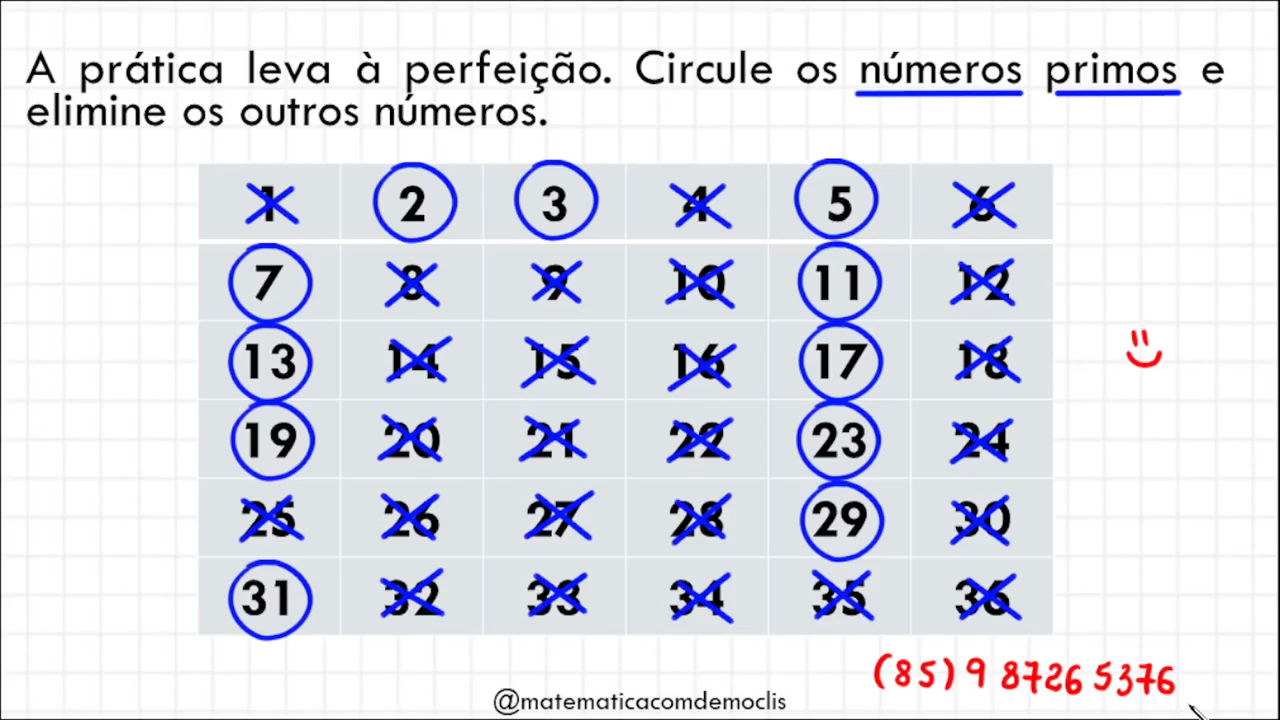 A prática leva à perfeição. Circule os números primos e
elimine os outros números.
1 2 3 4 5 6
7 8 9 10 11 12
13 14 15 16 17 18
19 20 21 22 23 24
25 26 27 28 29 30
31 32 33 34 35 36
(85) 9 8726 5376
@matematicacomdemoclis